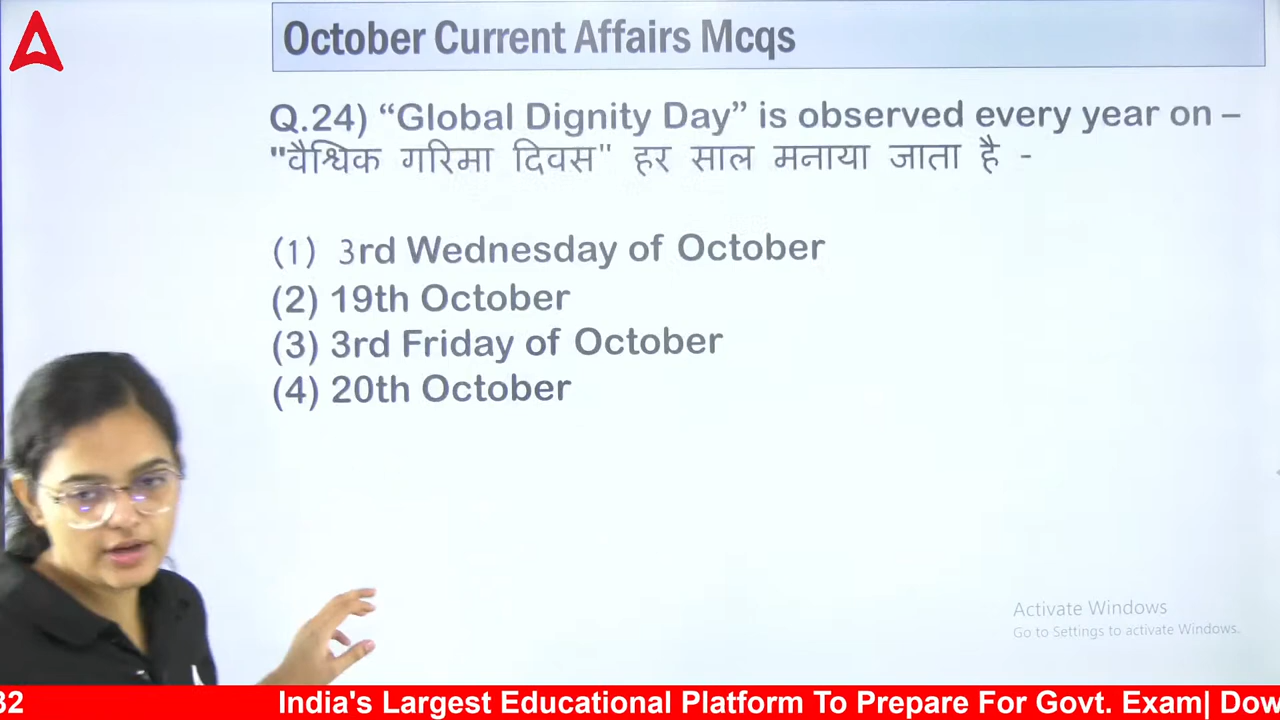 October Current Affairs Mcqs
Q.24) “Global Dignity Day” is observed every year on –
"वैश्विक गरिमा दिवस" हर साल मनाया जाता है -
(1) 3rd Wednesday of October
(2) 19th October
(3) 3rd Friday of October
(4) 20th October
Activate Windows
Go to Settings to activate Windows.
32 India's Largest Educational Platform To Prepare For Govt. Exam| Dow